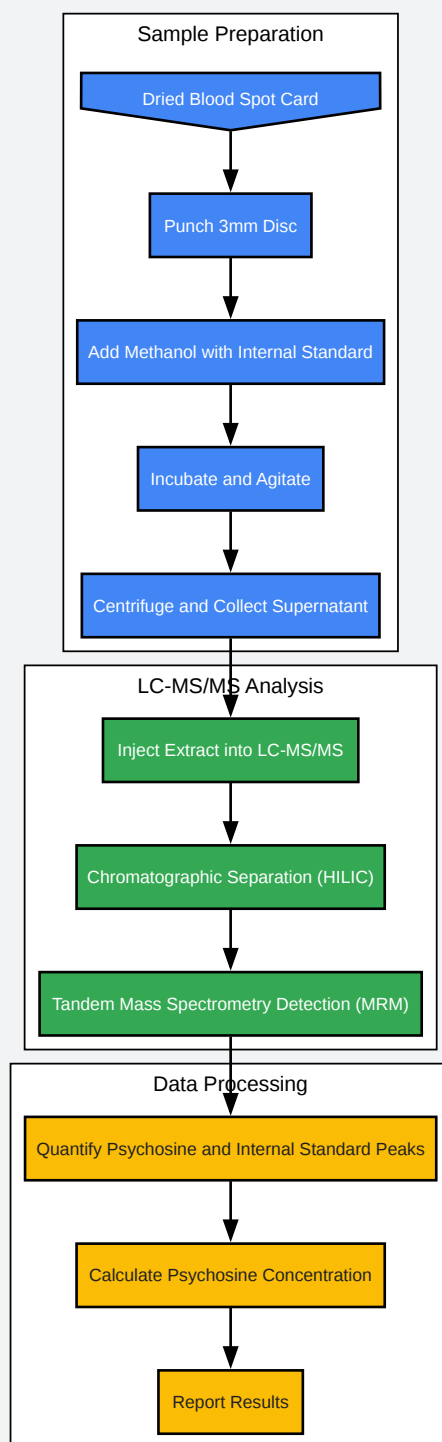 Sample Preparation
Dried Blood Spot Card
Punch 3mm Disc
Add Methanol with Internal Standard
Incubate and Agitate
Centrifuge and Collect Supernatant
LC-MS/MS Analysis
Inject Extract into LC-MS/MS
Chromatographic Separation (HILIC)
Tandem Mass Spectrometry Detection (MRM)
Data Processing
Quantify Psychosine and Internal Standard Peaks
Calculate Psychosine Concentration
Report Results